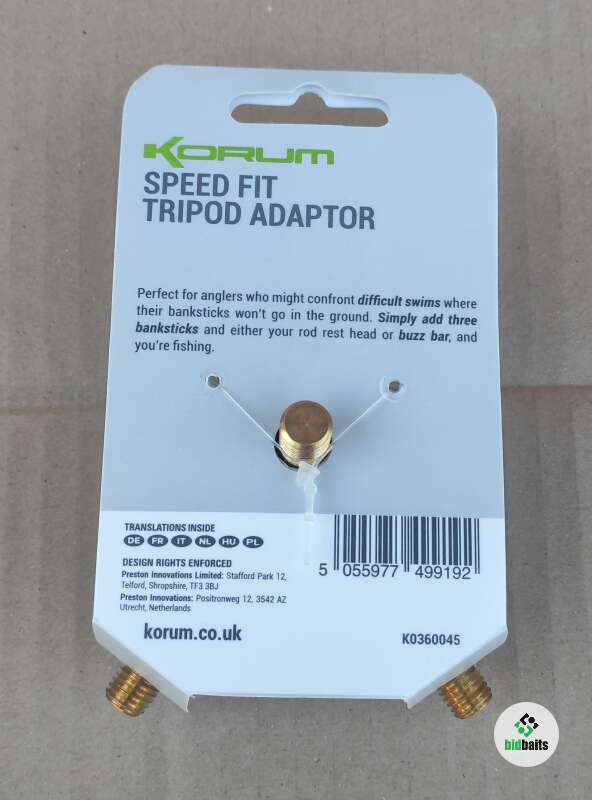 KORUM
SPEED FIT
TRIPOD ADAPTOR
Perfect for anglers who might confront difficult swims where
their banksticks won't go in the ground. Simply add three
banksticks and either your rod rest head or buzz bar, and
you're fishing.
TRANSLATIONS INSIDE
DE FR IT NL HU PL
DESIGN RIGHTS ENFORCED
Preston Innovations Limited: Stafford Park 12,
Telford, Shropshire, TF3 3BJ
Preston Innovations: Positronweg 12, 3542 AZ
Utrecht, Netherlands
korum.co.uk
5 055977 499192
K0360045
bidbaits